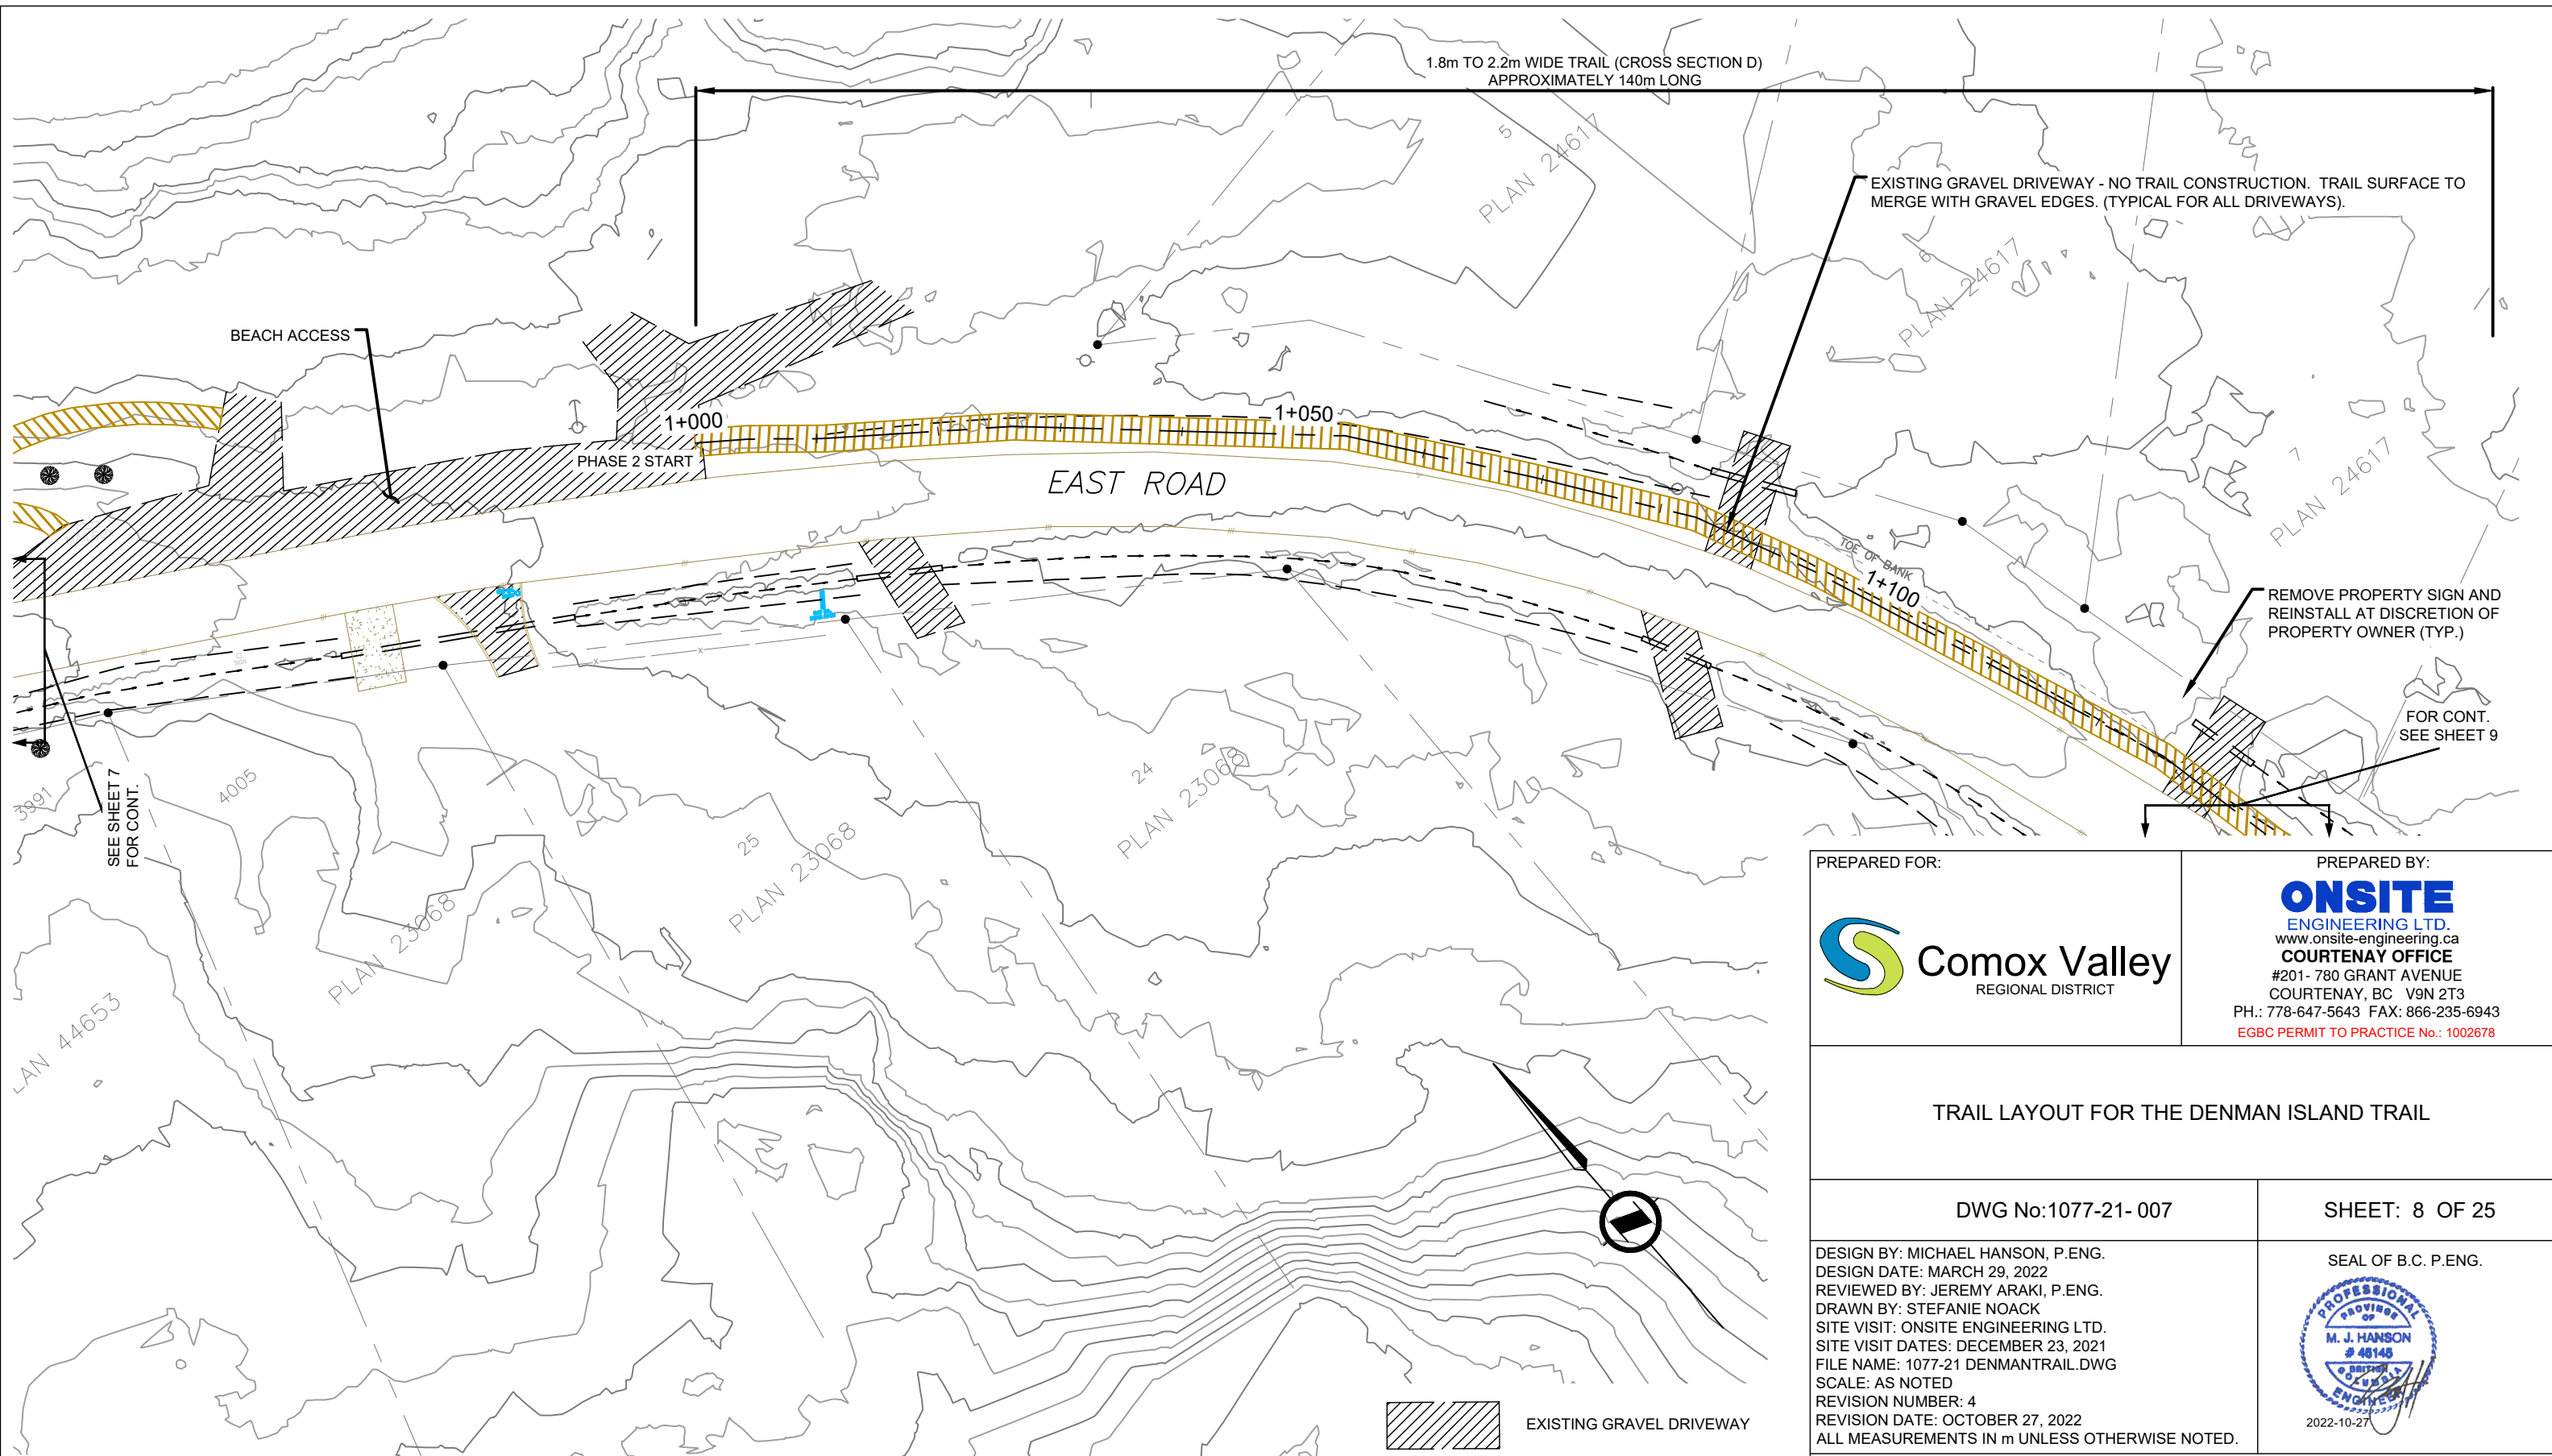 1.8m TO 2.2m WIDE TRAIL (CROSS SECTION D)
APPROXIMATELY 140m LONG
5
PLAN 24617
EXISTING GRAVEL DRIVEWAY - NO TRAIL CONSTRUCTION. TRAIL SURFACE TO
MERGE WITH GRAVEL EDGES. (TYPICAL FOR ALL DRIVEWAYS).
6
PLAN 24617
BEACH ACCESS
1+000
1+050
PHASE 2 START
EAST ROAD
7
PLAN 24617
TOE OF BANK
1+100
REMOVE PROPERTY SIGN AND
REINSTALL AT DISCRETION OF
PROPERTY OWNER (TYP.)
FOR CONT.
SEE SHEET 9
SEE SHEET 7
FOR CONT.
3991
4005
PLAN 23068
25
PLAN 23068
24
PLAN 23068
LAN 44653
PREPARED FOR:
Comox Valley
REGIONAL DISTRICT
PREPARED BY:
ONSITE
ENGINEERING LTD.
www.onsite-engineering.ca
COURTENAY OFFICE
#201- 780 GRANT AVENUE
COURTENAY, BC V9N 2T3
PH.: 778-647-5643 FAX: 866-235-6943
EGBC PERMIT TO PRACTICE No.: 1002678
TRAIL LAYOUT FOR THE DENMAN ISLAND TRAIL
DWG No:1077-21- 007
SHEET: 8 OF 25
DESIGN BY: MICHAEL HANSON, P.ENG.
DESIGN DATE: MARCH 29, 2022
REVIEWED BY: JEREMY ARAKI, P.ENG.
DRAWN BY: STEFANIE NOACK
SITE VISIT: ONSITE ENGINEERING LTD.
SITE VISIT DATES: DECEMBER 23, 2021
FILE NAME: 1077-21 DENMANTRAIL.DWG
SCALE: AS NOTED
REVISION NUMBER: 4
REVISION DATE: OCTOBER 27, 2022
ALL MEASUREMENTS IN m UNLESS OTHERWISE NOTED.
SEAL OF B.C. P.ENG.
PROFESSIONAL
PROVINCE
OF
M. J. HANSON
# 45145
BRITISH
COLUMBIA
ENGINEER
2022-10-27
EXISTING GRAVEL DRIVEWAY